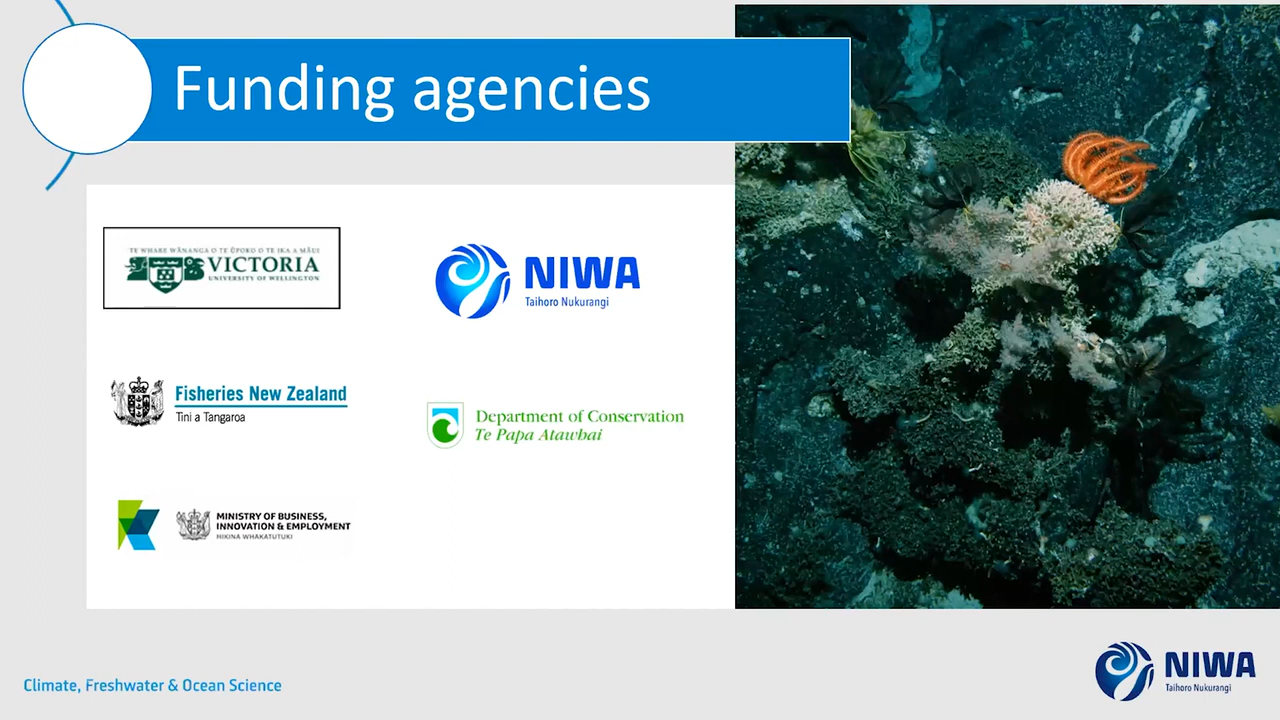 Funding agencies
TE WHARE WĀNANGA O TE ŪPOKO O TE IKA A MĀUI
VICTORIA
UNIVERSITY OF WELLINGTON
NIWA
Taihoro Nukurangi
Fisheries New Zealand
Tini a Tangaroa
Department of Conservation
Te Papa Atawhai
MINISTRY OF BUSINESS,
INNOVATION & EMPLOYMENT
HIKINA WHAKATUTUKI
Climate, Freshwater & Ocean Science
NIWA
Taihoro Nukurangi